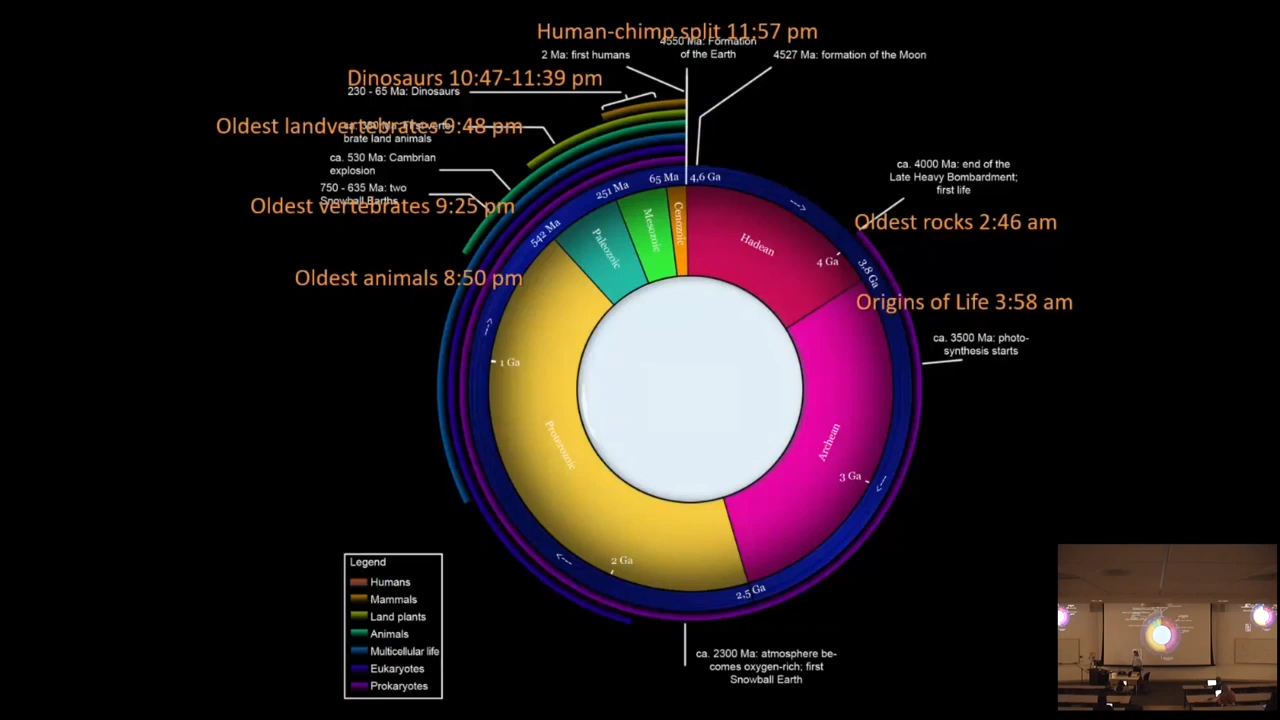 Human-chimp split 11:57 pm
4550 Ma: Formation
of the Earth
2 Ma: first humans
4527 Ma: formation of the Moon
Dinosaurs 10:47-11:39 pm
230 - 65 Ma: Dinosaurs
Oldest landvertebrates 9:48 pm
brate land animals
ca. 530 Ma: Cambrian
explosion
750 - 635 Ma: two
Snowball Earths
Oldest vertebrates 9:25 pm
Oldest animals 8:50 pm
ca. 4000 Ma: end of the
Late Heavy Bombardment;
first life
Oldest rocks 2:46 am
Origins of Life 3:58 am
ca. 3500 Ma: photo-
synthesis starts
4,6 Ga
65 Ma
251 Ma
542 Ma
Cenozoic
Mesozoic
Paleozoic
Hadean
4 Ga
3,8 Ga
1 Ga
Proterozoic
Archean
3 Ga
2 Ga
2,5 Ga
ca. 2300 Ma: atmosphere be-
comes oxygen-rich; first
Snowball Earth
Legend
Humans
Mammals
Land plants
Animals
Multicellular life
Eukaryotes
Prokaryotes